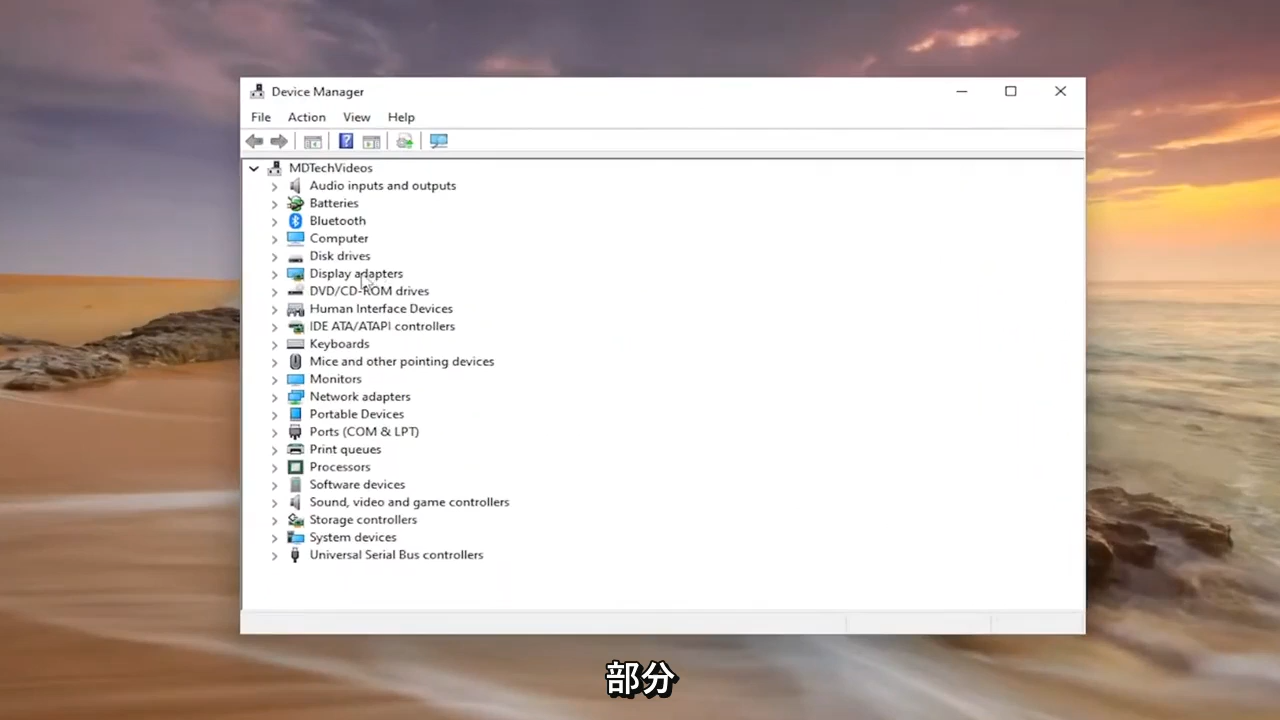 Device Manager
File Action View Help
MDTechVideos
Audio inputs and outputs
Batteries
Bluetooth
Computer
Disk drives
Display adapters
DVD/CD-ROM drives
Human Interface Devices
IDE ATA/ATAPI controllers
Keyboards
Mice and other pointing devices
Monitors
Network adapters
Portable Devices
Ports (COM & LPT)
Print queues
Processors
Software devices
Sound, video and game controllers
Storage controllers
System devices
Universal Serial Bus controllers
部分